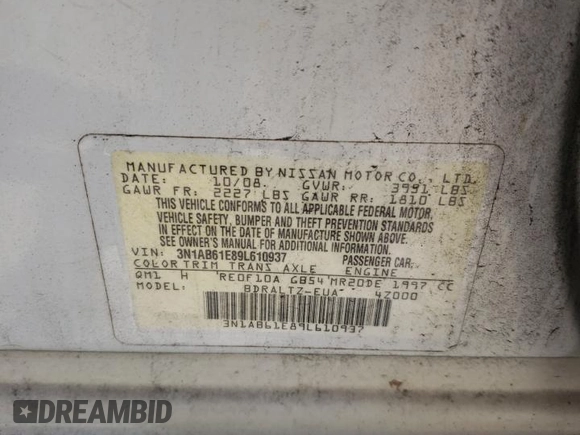 MANUFACTURED BY NISSAN MOTOR CO., LTD.
DATE: 10/08 GVWR: 3991 LBS
GAWR FR: 2227 LBS GAWR RR: 1810 LBS
THIS VEHICLE CONFORMS TO ALL APPLICABLE FEDERAL MOTOR
VEHICLE SAFETY, BUMPER AND THEFT PREVENTION STANDARDS
IN EFFECT ON THE DATE OF MANUFACTURE SHOWN ABOVE.
SEE OWNER'S MANUAL, ADDITIONAL INFORMATION.
VIN: 3N1AB61E89L610937 PASSENGER CAR
COLOR TRIM TRANS AXLE ENGINE
QM1 H RE0F10A GB54 MR20DE 1997 CC
MODEL: BDRALTZ-EUA 4Z000
3N1AB61E89L610937
DREAMBID